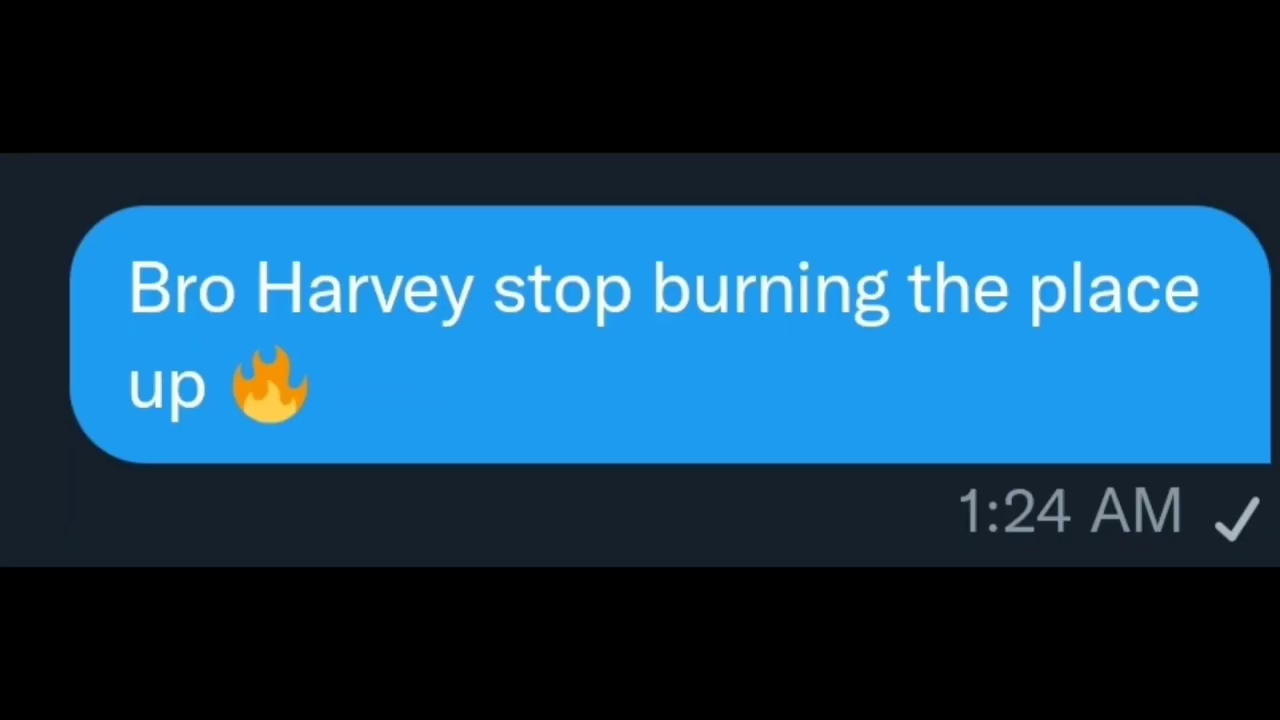 Bro Harvey stop burning the place
up 🔥
1:24 AM ✓